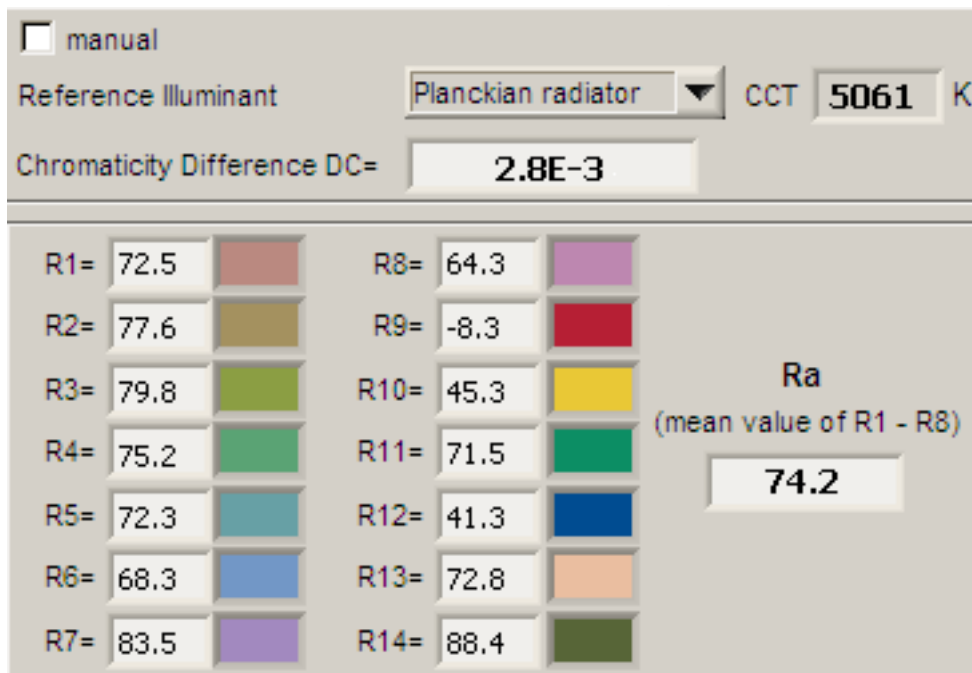 manual
Reference Illuminant Planckian radiator CCT 5061 K
Chromaticity Difference DC= 2.8E-3
R1= 72.5 R8= 64.3
R2= 77.6 R9= -8.3
R3= 79.8 R10= 45.3
R4= 75.2 R11= 71.5
R5= 72.3 R12= 41.3
R6= 68.3 R13= 72.8
R7= 83.5 R14= 88.4
Ra
(mean value of R1 - R8)
74.2